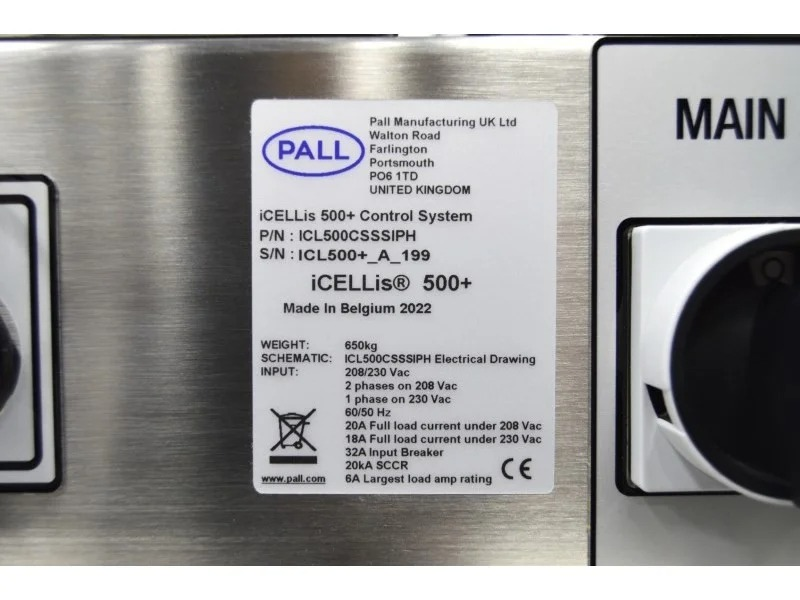 PALL
Pall Manufacturing UK Ltd
Walton Road
Farlington
Portsmouth
PO6 1TD
UNITED KINGDOM
iCELLis 500+ Control System
P/N : ICL500CSSSIPH
S/N : ICL500+_A_199
iCELLis® 500+
Made In Belgium 2022
WEIGHT: 650kg
SCHEMATIC: ICL500CSSSIPH Electrical Drawing
INPUT: 208/230 Vac
2 phases on 208 Vac
1 phase on 230 Vac
60/50 Hz
20A Full load current under 208 Vac
18A Full load current under 230 Vac
32A Input Breaker
20kA SCCR
6A Largest load amp rating
www.pall.com
CE
MAIN